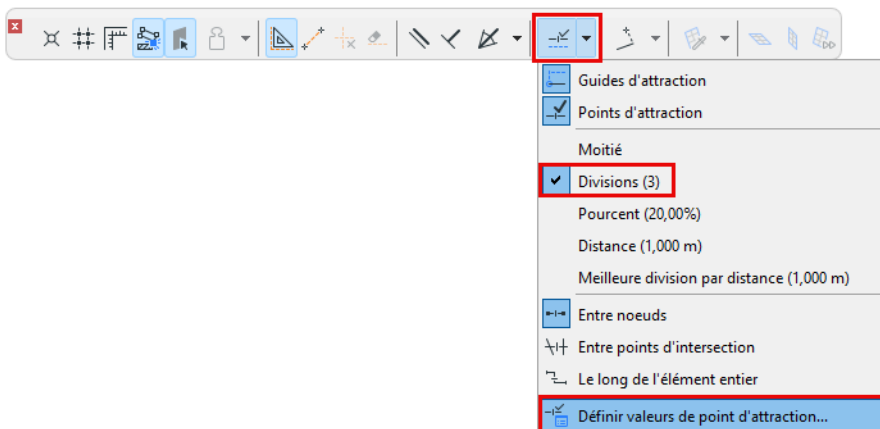 Guides d'attraction
Points d'attraction
Moitié
Divisions (3)
Pourcent (20,00%)
Distance (1,000 m)
Meilleure division par distance (1,000 m)
Entre noeuds
Entre points d'intersection
Le long de l'élément entier
Définir valeurs de point d'attraction...